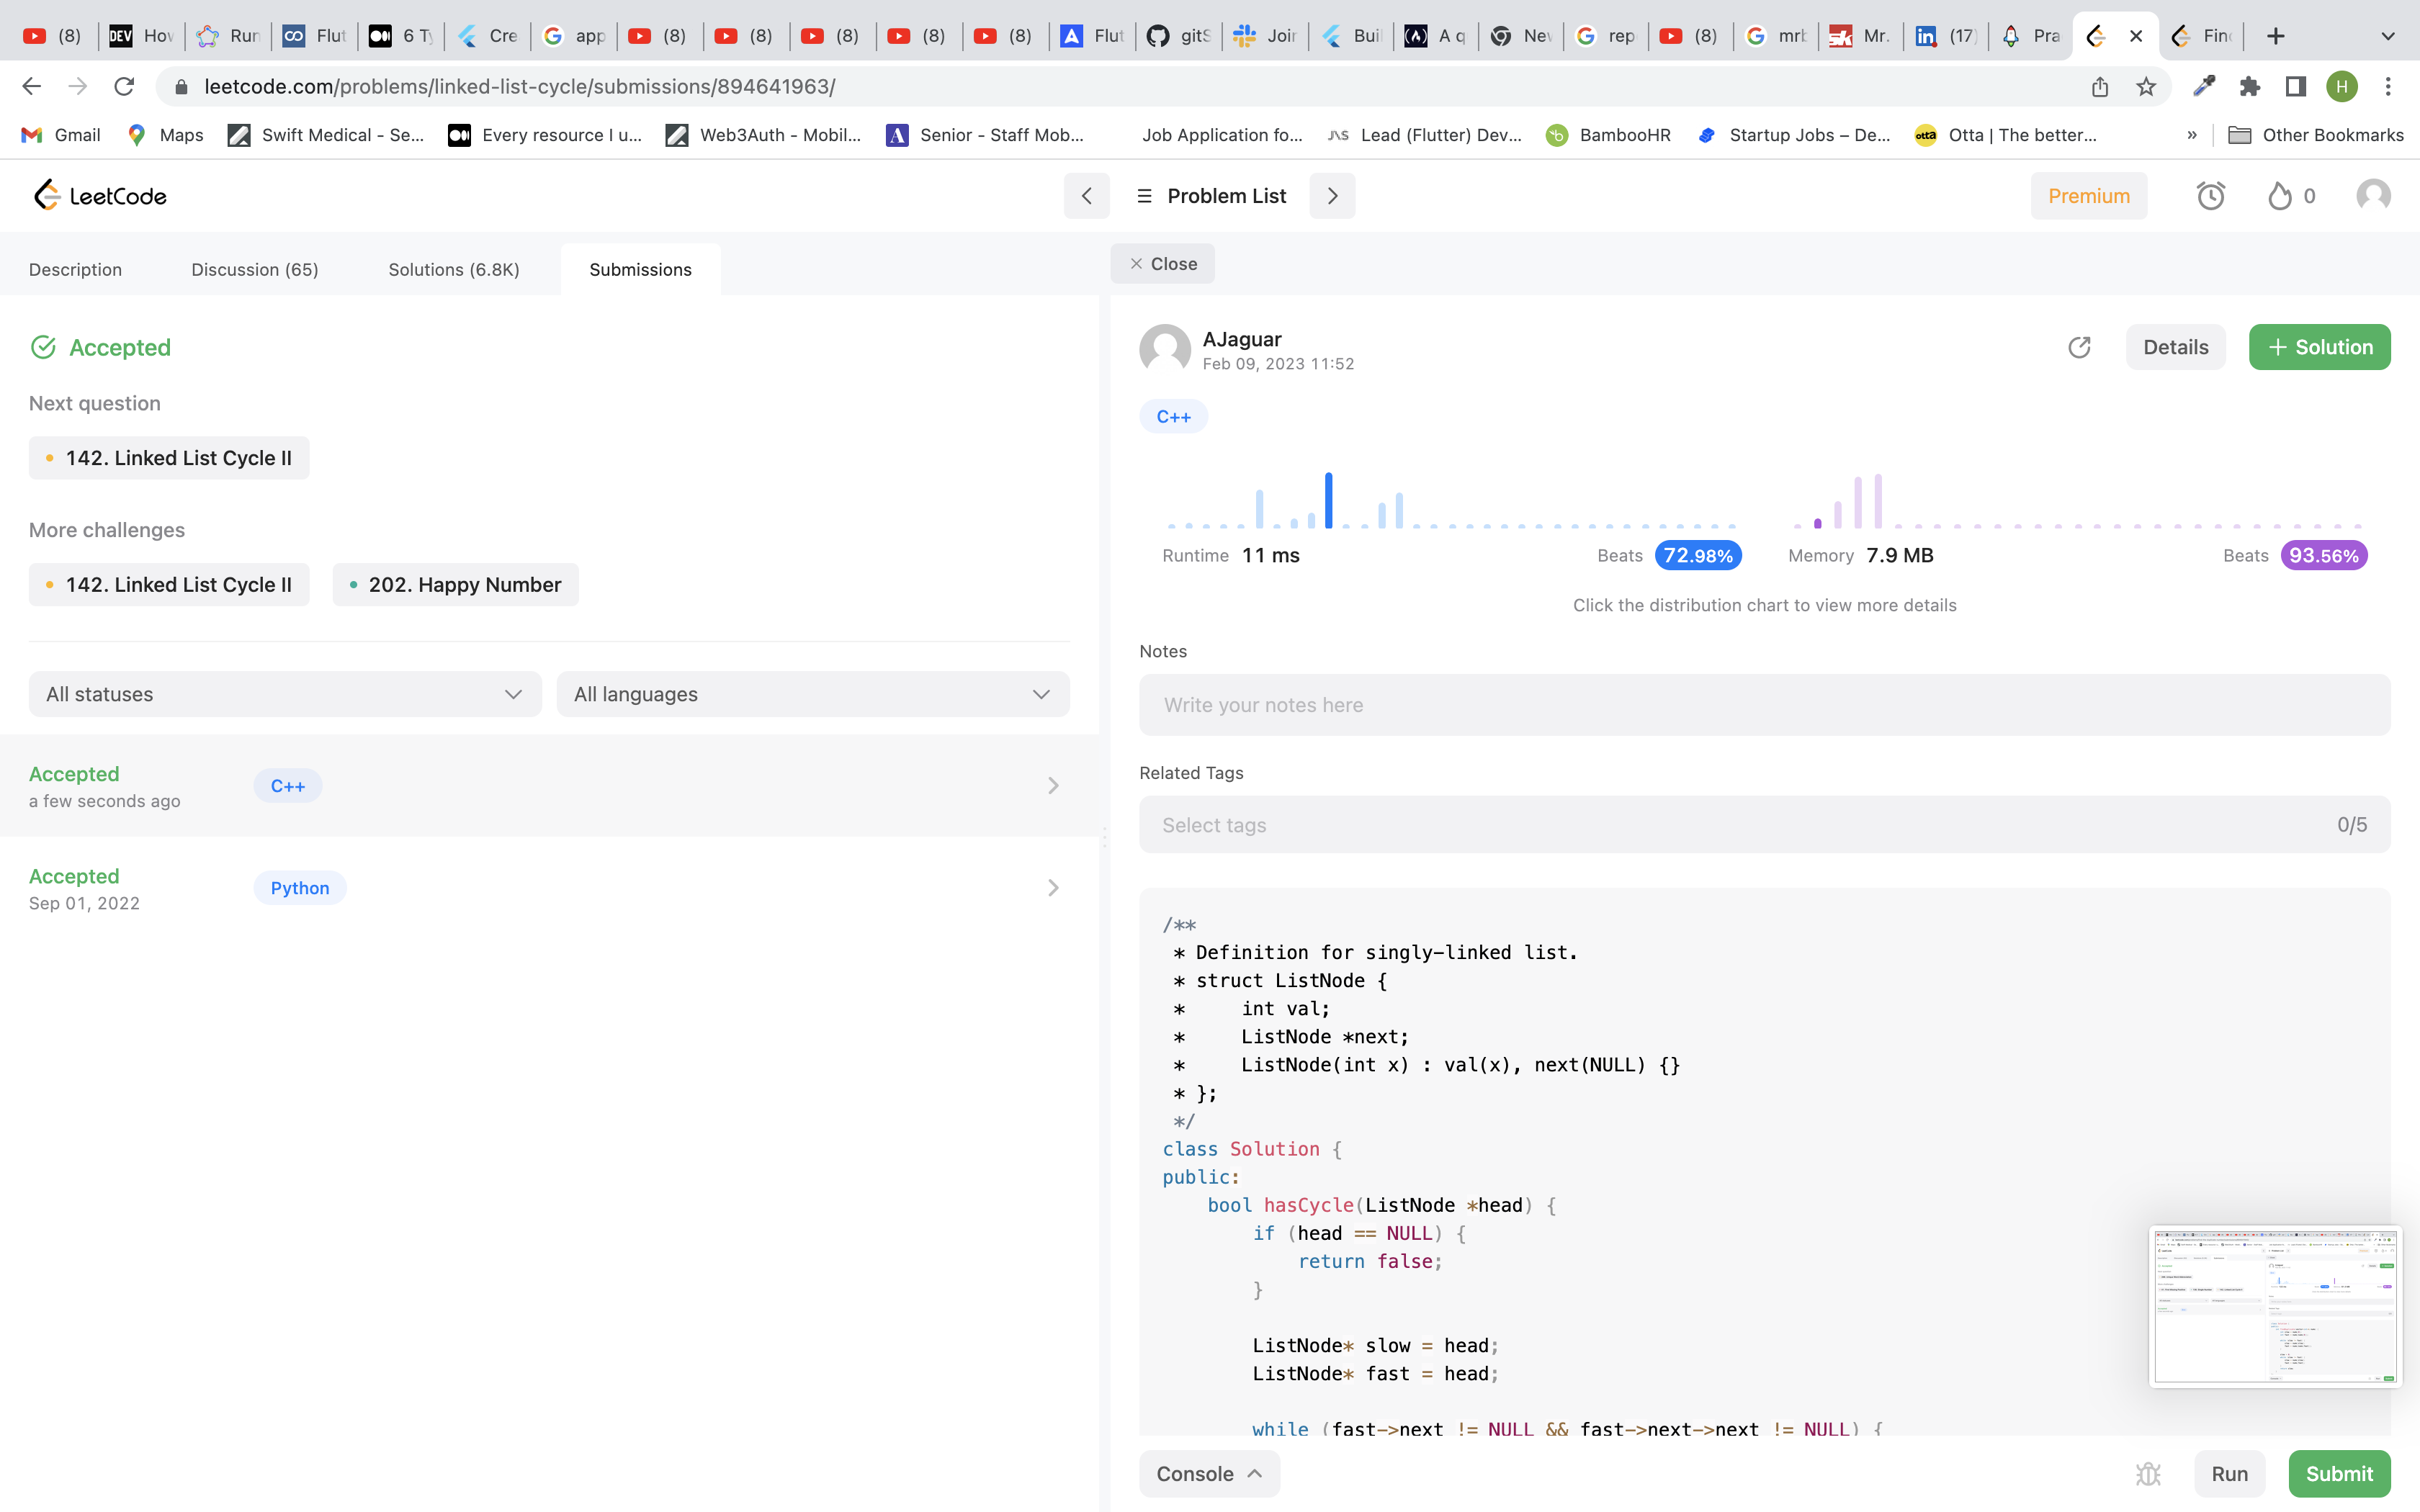 (8) How Run Flut 6 Ty Cre app (8) (8) (8) (8) (8) Flut gitS Join Buil A q New rep (8) mrb Mr. (17) Pra Find
leetcode.com/problems/linked-list-cycle/submissions/894641963/
H
Gmail Maps Swift Medical - Se... Every resource I u... Web3Auth - Mobil... Senior - Staff Mob... Job Application fo... Lead (Flutter) Dev... BambooHR Startup Jobs – De... Otta | The better... » Other Bookmarks
LeetCode
Problem List
Premium
0
Description Discussion (65) Solutions (6.8K) Submissions
Close
Accepted
Next question
142. Linked List Cycle II
More challenges
142. Linked List Cycle II
202. Happy Number
All statuses
All languages
Accepted
a few seconds ago
C++
Accepted
Sep 01, 2022
Python
AJaguar
Feb 09, 2023 11:52
Details
+ Solution
C++
Runtime 11 ms
Beats 72.98%
Memory 7.9 MB
Beats 93.56%
Click the distribution chart to view more details
Notes
Write your notes here
Related Tags
Select tags
0/5
/**
 * Definition for singly-linked list.
 * struct ListNode {
 *     int val;
 *     ListNode *next;
 *     ListNode(int x) : val(x), next(NULL) {}
 * };
 */
class Solution {
public:
    bool hasCycle(ListNode *head) {
        if (head == NULL) {
            return false;
        }
        ListNode* slow = head;
        ListNode* fast = head;
        while (fast->next != NULL && fast->next->next != NULL) {
Console
Run
Submit